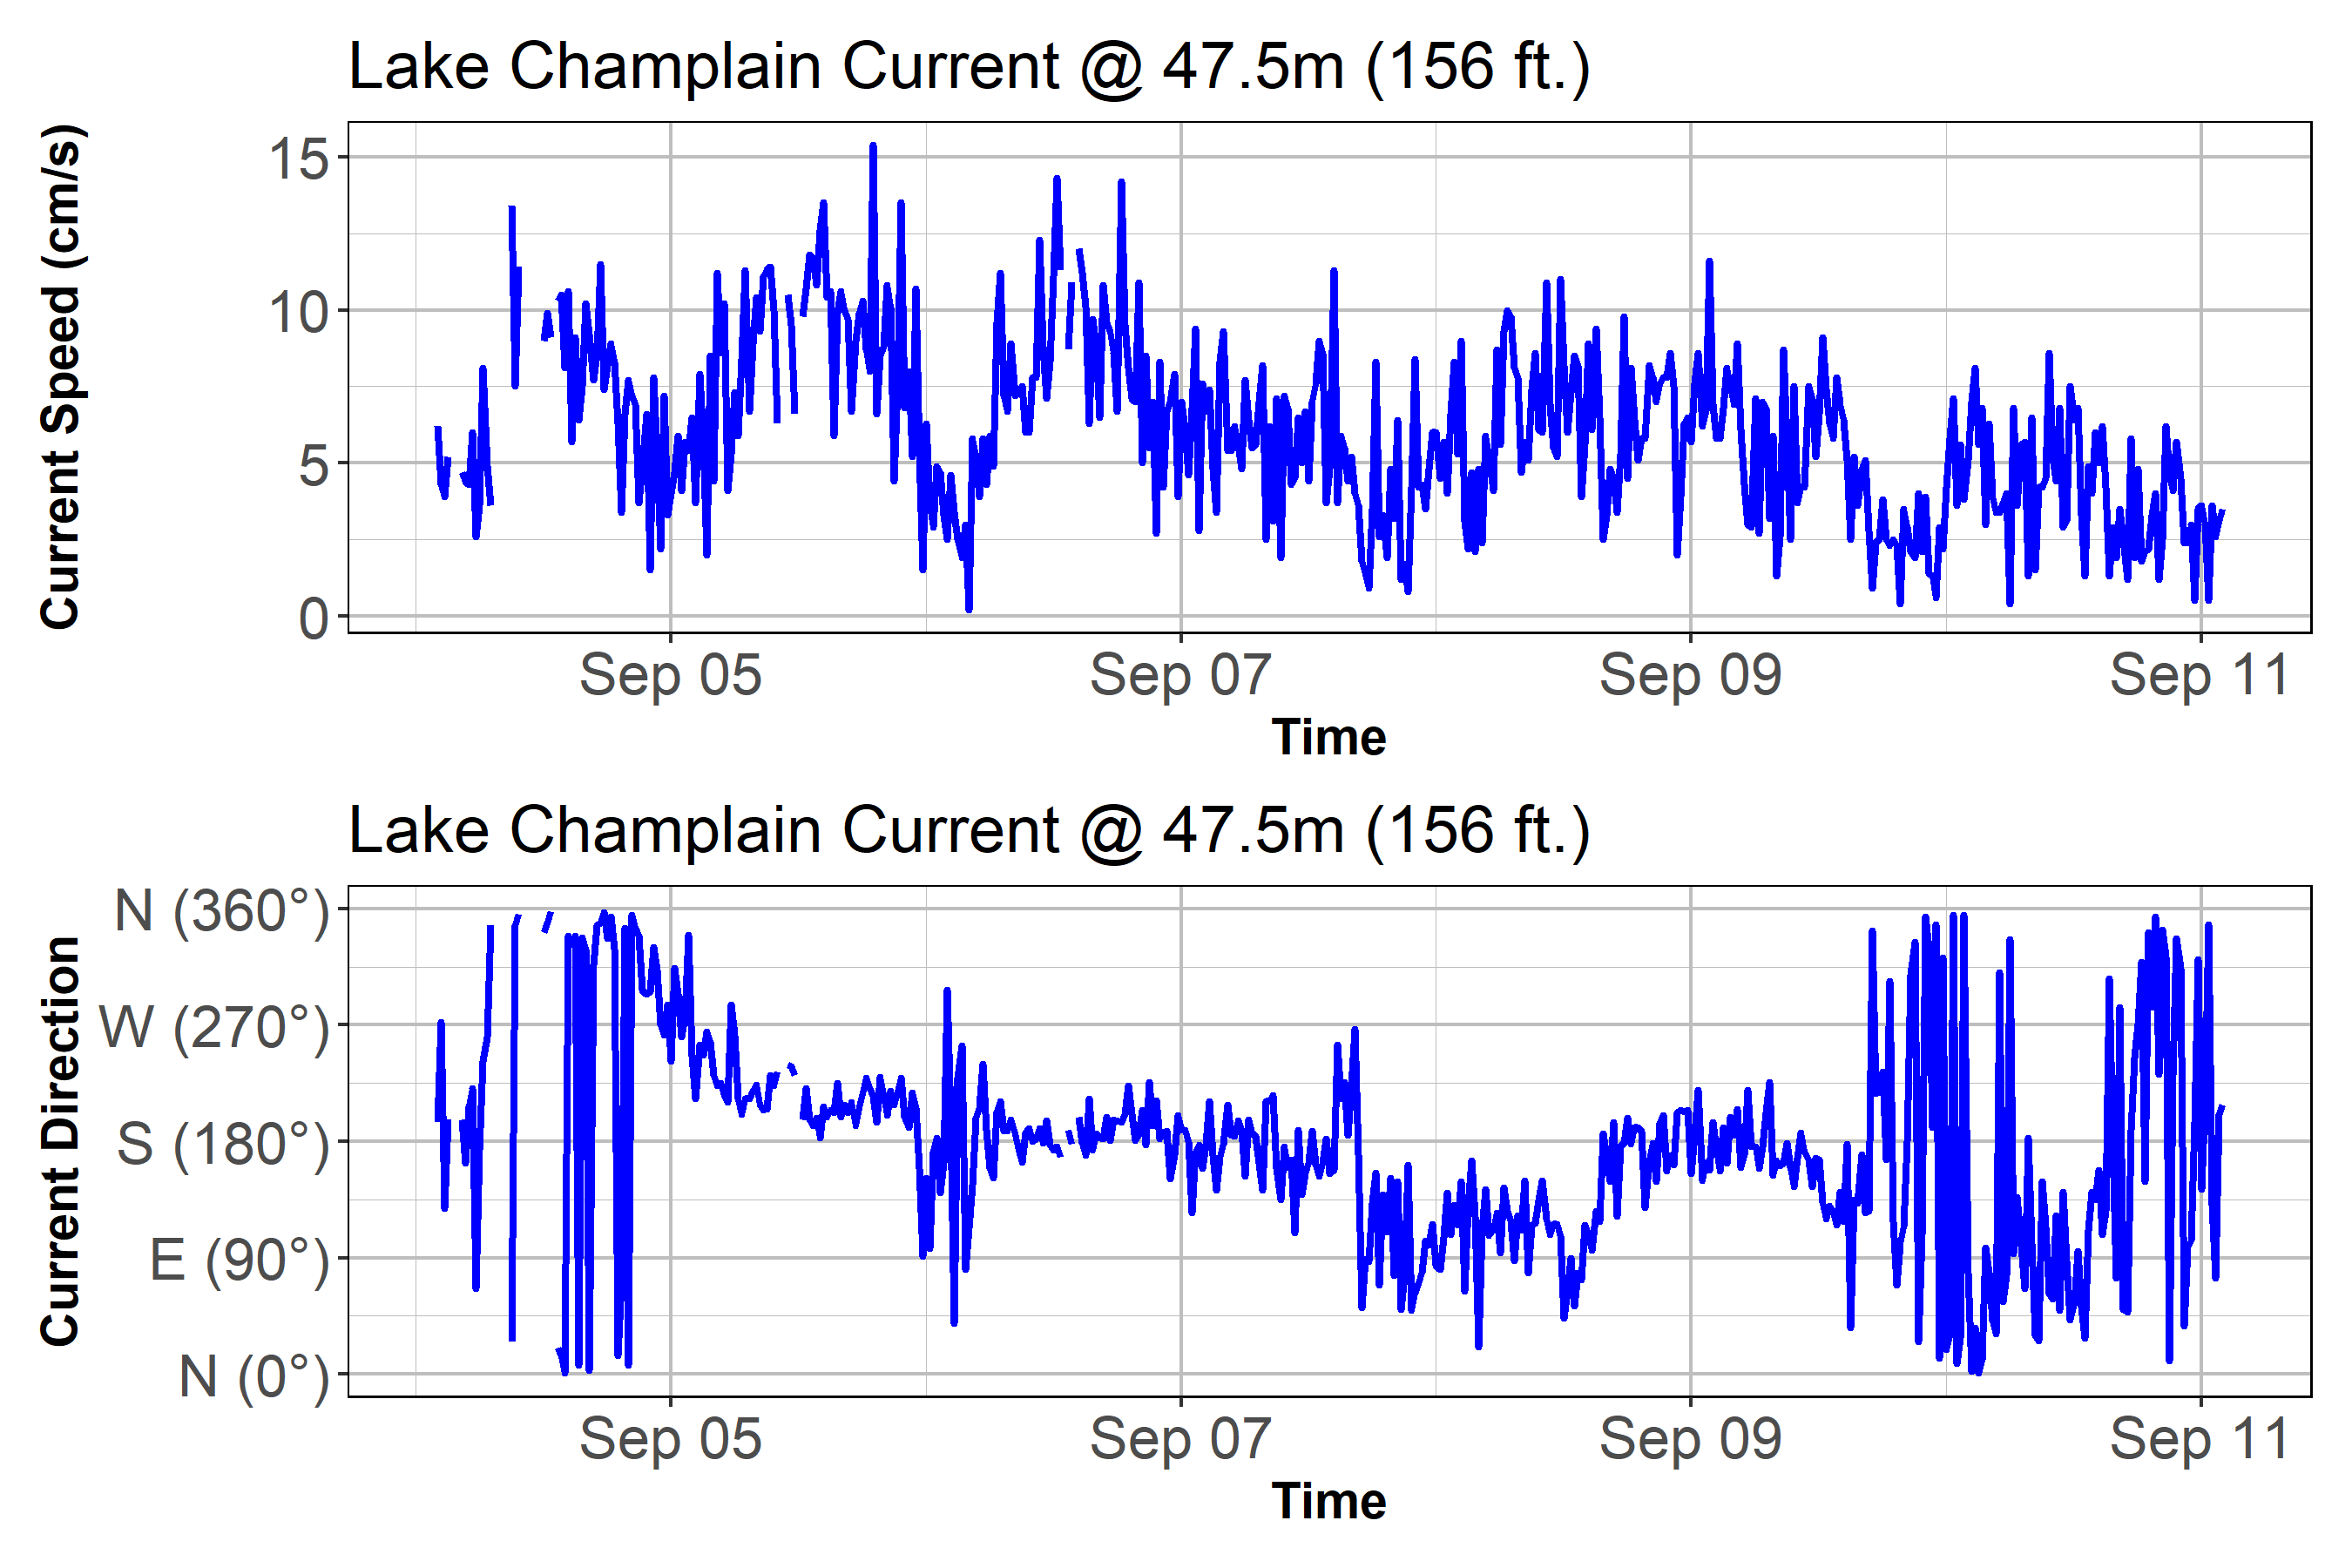 Lake Champlain Current @ 47.5m (156 ft.)
Current Speed (cm/s)
15
10
5
0
Sep 05 Sep 07 Sep 09 Sep 11
Time
Lake Champlain Current @ 47.5m (156 ft.)
Current Direction
N (360°)
W (270°)
S (180°)
E (90°)
N (0°)
Sep 05 Sep 07 Sep 09 Sep 11
Time